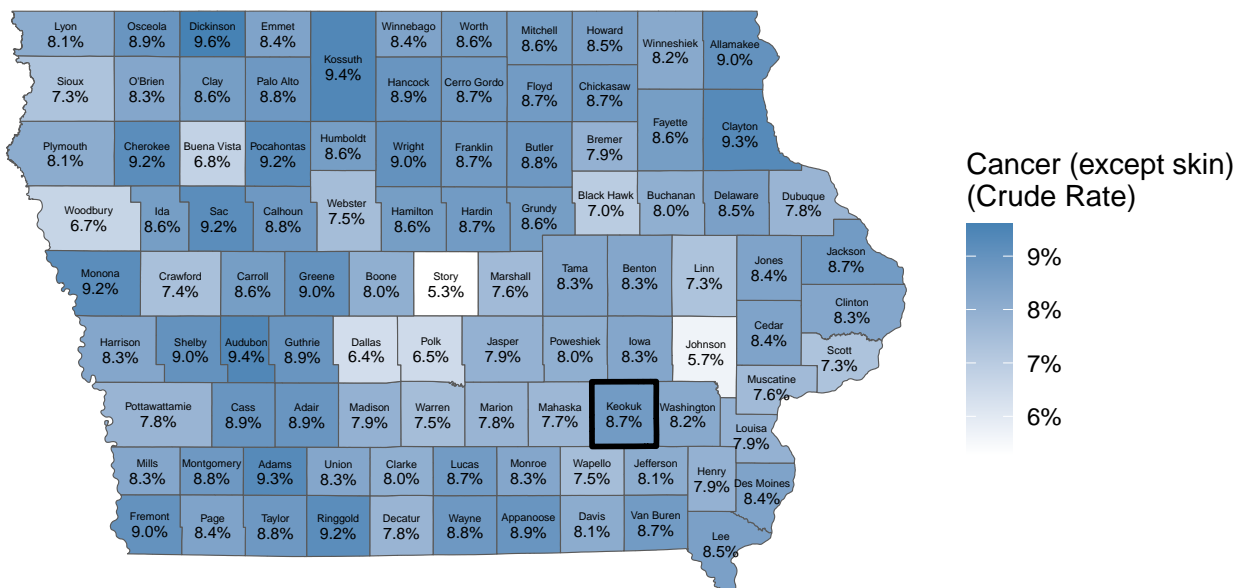 Lyon
8.1%
Osceola
8.9%
Dickinson
9.6%
Emmet
8.4%
Kossuth
9.4%
Winnebago
8.4%
Worth
8.6%
Mitchell
8.6%
Howard
8.5%
Winneshiek
8.2%
Allamakee
9.0%
Sioux
7.3%
O'Brien
8.3%
Clay
8.6%
Palo Alto
8.8%
Hancock
8.9%
Cerro Gordo
8.7%
Floyd
8.7%
Chickasaw
8.7%
Plymouth
8.1%
Cherokee
9.2%
Buena Vista
6.8%
Pocahontas
9.2%
Humboldt
8.6%
Wright
9.0%
Franklin
8.7%
Butler
8.8%
Bremer
7.9%
Fayette
8.6%
Clayton
9.3%
Woodbury
6.7%
Ida
8.6%
Sac
9.2%
Calhoun
8.8%
Webster
7.5%
Hamilton
8.6%
Hardin
8.7%
Grundy
8.6%
Black Hawk
7.0%
Buchanan
8.0%
Delaware
8.5%
Dubuque
7.8%
Monona
9.2%
Crawford
7.4%
Carroll
8.6%
Greene
9.0%
Boone
8.0%
Story
5.3%
Marshall
7.6%
Tama
8.3%
Benton
8.3%
Linn
7.3%
Jones
8.4%
Jackson
8.7%
Clinton
8.3%
Harrison
8.3%
Shelby
9.0%
Audubon
9.4%
Guthrie
8.9%
Dallas
6.4%
Polk
6.5%
Jasper
7.9%
Poweshiek
8.0%
Iowa
8.3%
Johnson
5.7%
Cedar
8.4%
Scott
7.3%
Muscatine
7.6%
Pottawattamie
7.8%
Cass
8.9%
Adair
8.9%
Madison
7.9%
Warren
7.5%
Marion
7.8%
Mahaska
7.7%
Keokuk
8.7%
Washington
8.2%
Louisa
7.9%
Mills
8.3%
Montgomery
8.8%
Adams
9.3%
Union
8.3%
Clarke
8.0%
Lucas
8.7%
Monroe
8.3%
Wapello
7.5%
Jefferson
8.1%
Henry
7.9%
Des Moines
8.4%
Fremont
9.0%
Page
8.4%
Taylor
8.8%
Ringgold
9.2%
Decatur
7.8%
Wayne
8.8%
Appanoose
8.9%
Davis
8.1%
Van Buren
8.7%
Lee
8.5%
Cancer (except skin)
(Crude Rate)
9%
8%
7%
6%